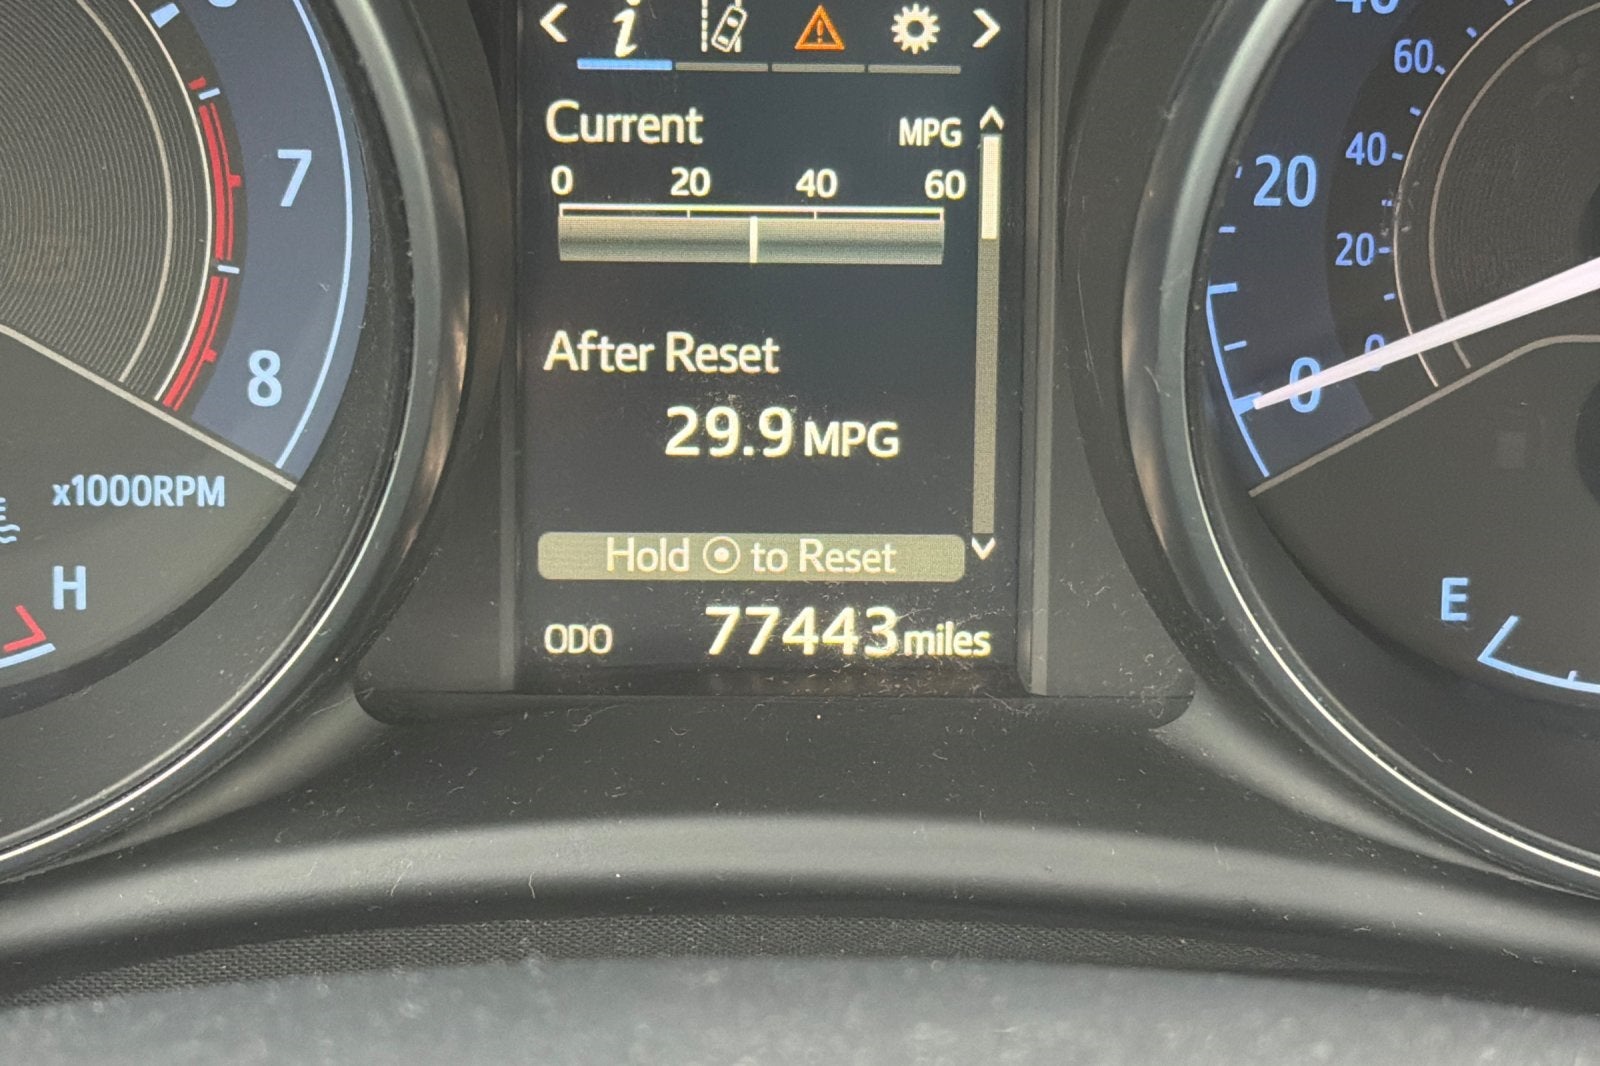 Current MPG
0 20 40 60
After Reset
29.9 MPG
Hold to Reset
ODO 77443 miles
7
8
x1000RPM
H
60
40
20
0
20
0
E